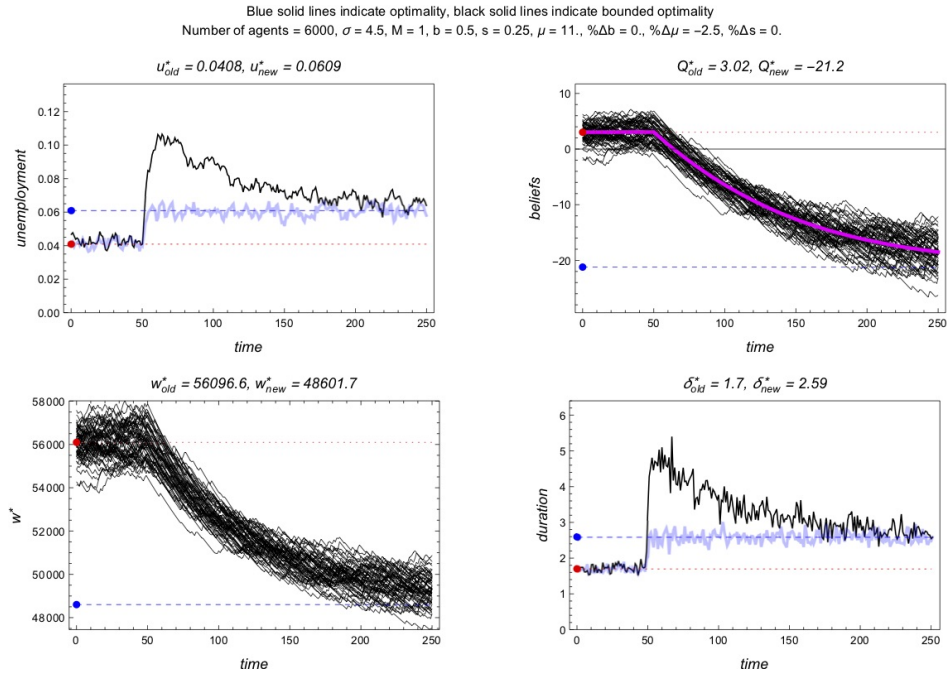 Blue solid lines indicate optimality, black solid lines indicate bounded optimality
Number of agents = 6000, σ = 4.5, M = 1, b = 0.5, s = 0.25, μ = 11., %Δb = 0., %Δμ = −2.5, %Δs = 0.
u*old = 0.0408, u*new = 0.0609
0.12
0.10
0.08
0.06
0.04
0.02
0.00
unemployment
0 50 100 150 200 250
time
Q*old = 3.02, Q*new = −21.2
10
0
−10
−20
beliefs
0 50 100 150 200 250
time
w*old = 56096.6, w*new = 48601.7
58000
56000
54000
52000
50000
48000
w*
0 50 100 150 200 250
time
δ*old = 1.7, δ*new = 2.59
6
5
4
3
2
1
0
duration
0 50 100 150 200 250
time